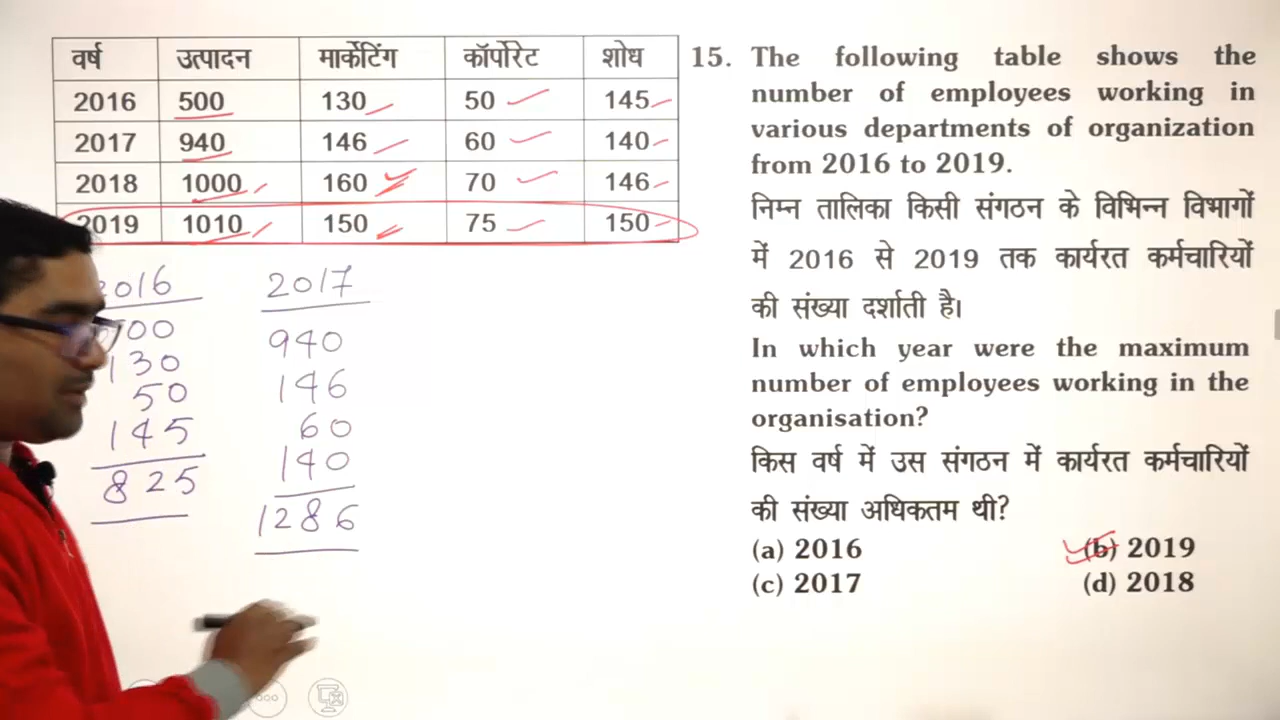 वर्ष उत्पादन मार्केटिंग कॉर्पोरेट शोध
2016 500 130 50 145
2017 940 146 60 140
2018 1000 160 70 146
2019 1010 150 75 150
2016
130
50
145
825
2017
940
146
60
140
1286
15. The following table shows the
number of employees working in
various departments of organization
from 2016 to 2019.
निम्न तालिका किसी संगठन के विभिन्न विभागों
में 2016 से 2019 तक कार्यरत कर्मचारियों
की संख्या दर्शाती है।
In which year were the maximum
number of employees working in the
organisation?
किस वर्ष में उस संगठन में कार्यरत कर्मचारियों
की संख्या अधिकतम थी?
(a) 2016 (b) 2019
(c) 2017 (d) 2018